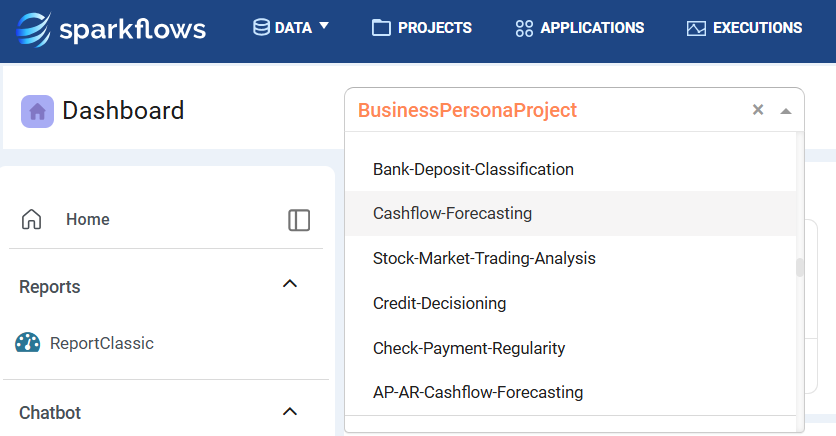 sparkflows DATA PROJECTS APPLICATIONS EXECUTIONS
Dashboard
BusinessPersonaProject
Bank-Deposit-Classification
Cashflow-Forecasting
Stock-Market-Trading-Analysis
Credit-Decisioning
Check-Payment-Regularity
AP-AR-Cashflow-Forecasting
Home
Reports
ReportClassic
Chatbot